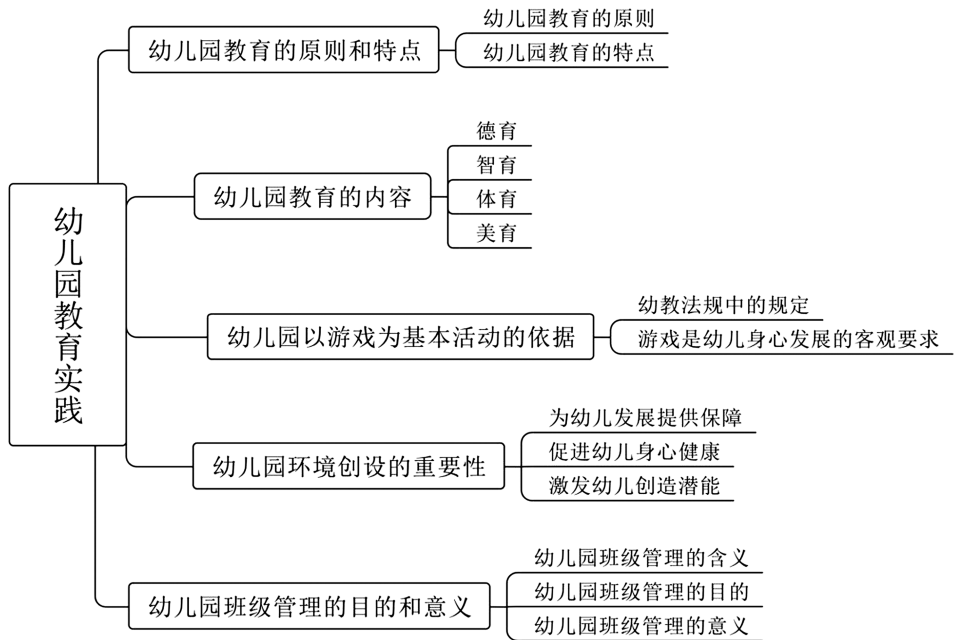 幼儿园教育实践
幼儿园教育的原则和特点
幼儿园教育的原则
幼儿园教育的特点
幼儿园教育的内容
德育
智育
体育
美育
幼儿园以游戏为基本活动的依据
幼教法规中的规定
游戏是幼儿身心发展的客观要求
幼儿园环境创设的重要性
为幼儿发展提供保障
促进幼儿身心健康
激发幼儿创造潜能
幼儿园班级管理的目的和意义
幼儿园班级管理的含义
幼儿园班级管理的目的
幼儿园班级管理的意义